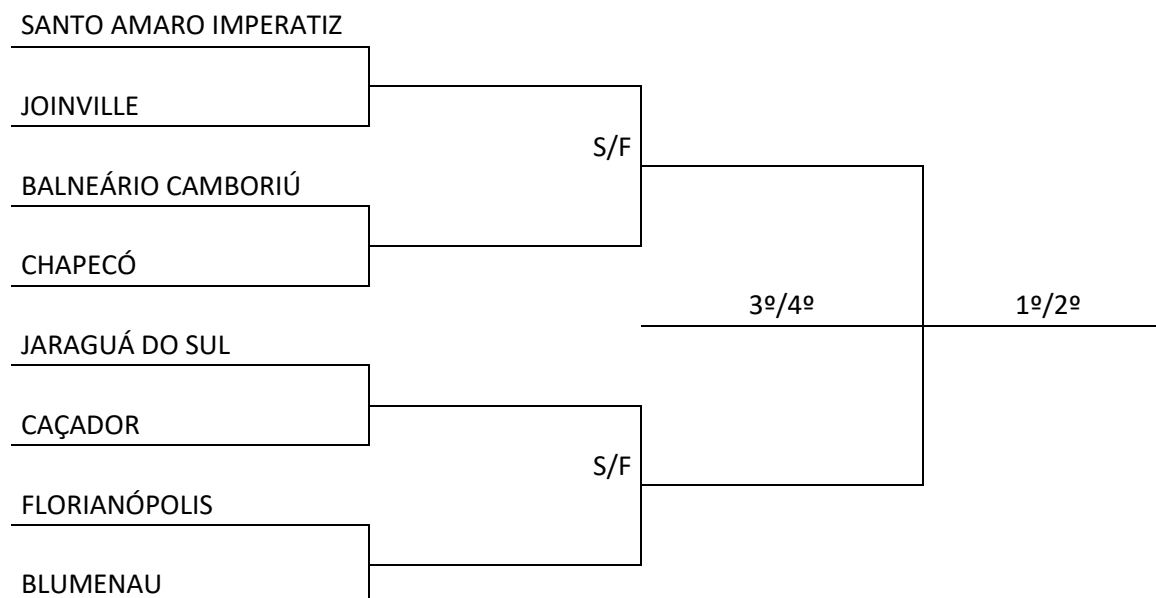 SANTO AMARO IMPERATIZ
JOINVILLE
S/F
BALNEÁRIO CAMBORIÚ
CHAPECÓ
3º/4º
1º/2º
JARAGUÁ DO SUL
CAÇADOR
S/F
FLORIANÓPOLIS
BLUMENAU